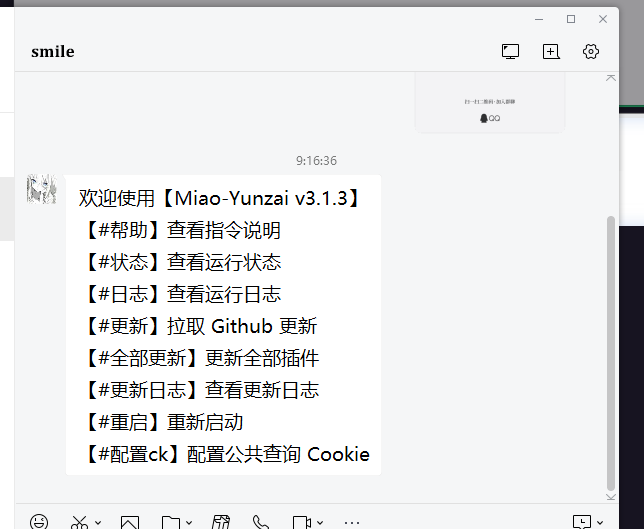 smile
扫一扫二维码，加入群聊
QQ
9:16:36
欢迎使用【Miao-Yunzai v3.1.3】
【#帮助】查看指令说明
【#状态】查看运行状态
【#日志】查看运行日志
【#更新】拉取 Github 更新
【#全部更新】更新全部插件
【#更新日志】查看更新日志
【#重启】重新启动
【#配置ck】配置公共查询 Cookie